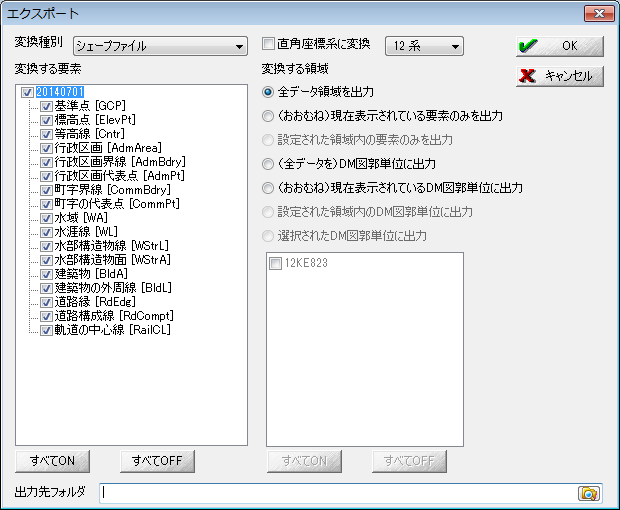 エクスポート
変換種別 シェープファイル
直角座標系に変換 12 系
OK
キャンセル
変換する要素
20140701
基準点 [GCP]
標高点 [ElevPt]
等高線 [Cntr]
行政区画 [AdmArea]
行政区画界線 [AdmBdry]
行政区画代表点 [AdmPt]
町字界線 [CommBdry]
町字の代表点 [CommPt]
水域 [WA]
水涯線 [WL]
水部構造物線 [WStrL]
水部構造物面 [WStrA]
建築物 [BldA]
建築物の外周線 [BldL]
道路縁 [RdEdg]
道路構成線 [RdCompt]
軌道の中心線 [RailCL]
すべてON
すべてOFF
変換する領域
全データ領域を出力
(おおむね)現在表示されている要素のみを出力
設定された領域内の要素のみを出力
(全データを)DM図郭単位に出力
(おおむね)現在表示されているDM図郭単位に出力
設定された領域内のDM図郭単位に出力
選択されたDM図郭単位に出力
12KE823
すべてON
すべてOFF
出力先フォルダ